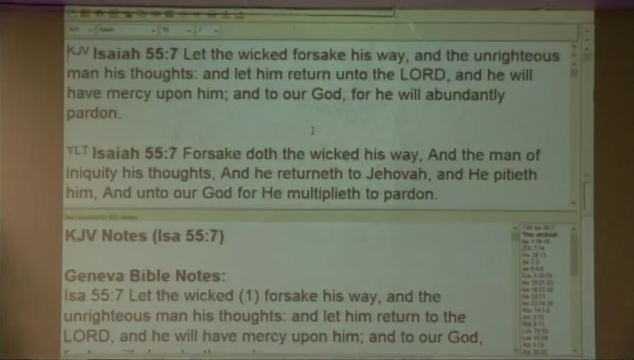 KJV Isaiah 55:7 Let the wicked forsake his way, and the unrighteous
man his thoughts: and let him return unto the LORD, and he will
have mercy upon him; and to our God, for he will abundantly
pardon.
YLT Isaiah 55:7 Forsake doth the wicked his way, And the man of
iniquity his thoughts, And he returneth to Jehovah, and He pitieth
him, And unto our God for He multiplieth to pardon.
KJV Notes (Isa 55:7)
Geneva Bible Notes:
Isa 55:7 Let the wicked (1) forsake his way, and the
unrighteous man his thoughts: and let him return to the
LORD, and he will have mercy upon him; and to our God,